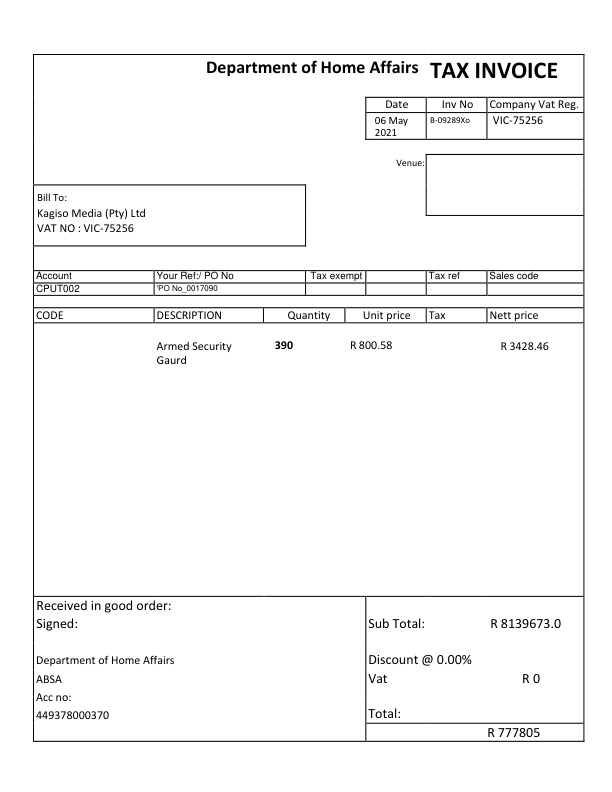 Department of Home Affairs TAX INVOICE
Date Inv No Company Vat Reg.
06 May 2021 B-09289Xo VIC-75256
Venue:
Bill To:
Kagiso Media (Pty) Ltd
VAT NO : VIC-75256
Account Your Ref:/ PO No Tax exempt Tax ref Sales code
CPUT002 'PO No_0017090
CODE DESCRIPTION Quantity Unit price Tax Nett price
Armed Security 390 R 800.58 R 3428.46
Gaurd
Received in good order:
Signed: Sub Total: R 8139673.0
Department of Home Affairs Discount @ 0.00%
ABSA Vat R 0
Acc no:
449378000370 Total:
R 777805